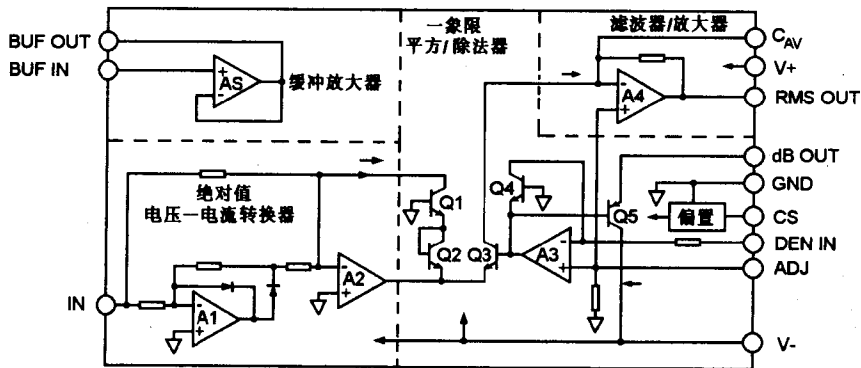 BUF OUT
BUF IN
AS
缓冲放大器
一象限
平方/除法器
滤波器/放大器
A4
CAV
V+
RMS OUT
dB OUT
GND
CS
DEN IN
ADJ
V-
绝对值
电压一电流转换器
Q1
Q2
Q3
Q4
Q5
偏置
A3
IN
A1
A2
-
+
-
+
-
+
-
+
-
+